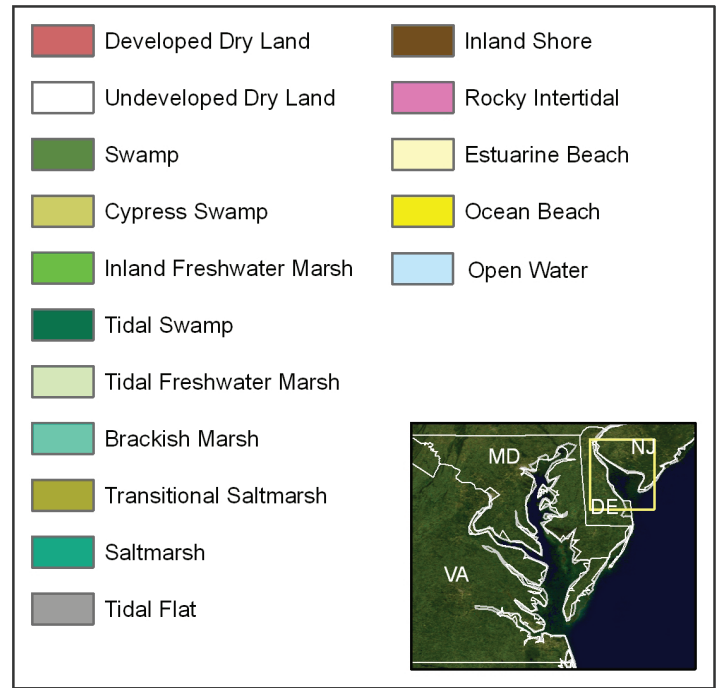 Developed Dry Land
Undeveloped Dry Land
Swamp
Cypress Swamp
Inland Freshwater Marsh
Tidal Swamp
Tidal Freshwater Marsh
Brackish Marsh
Transitional Saltmarsh
Saltmarsh
Tidal Flat
Inland Shore
Rocky Intertidal
Estuarine Beach
Ocean Beach
Open Water
MD
NJ
DE
VA